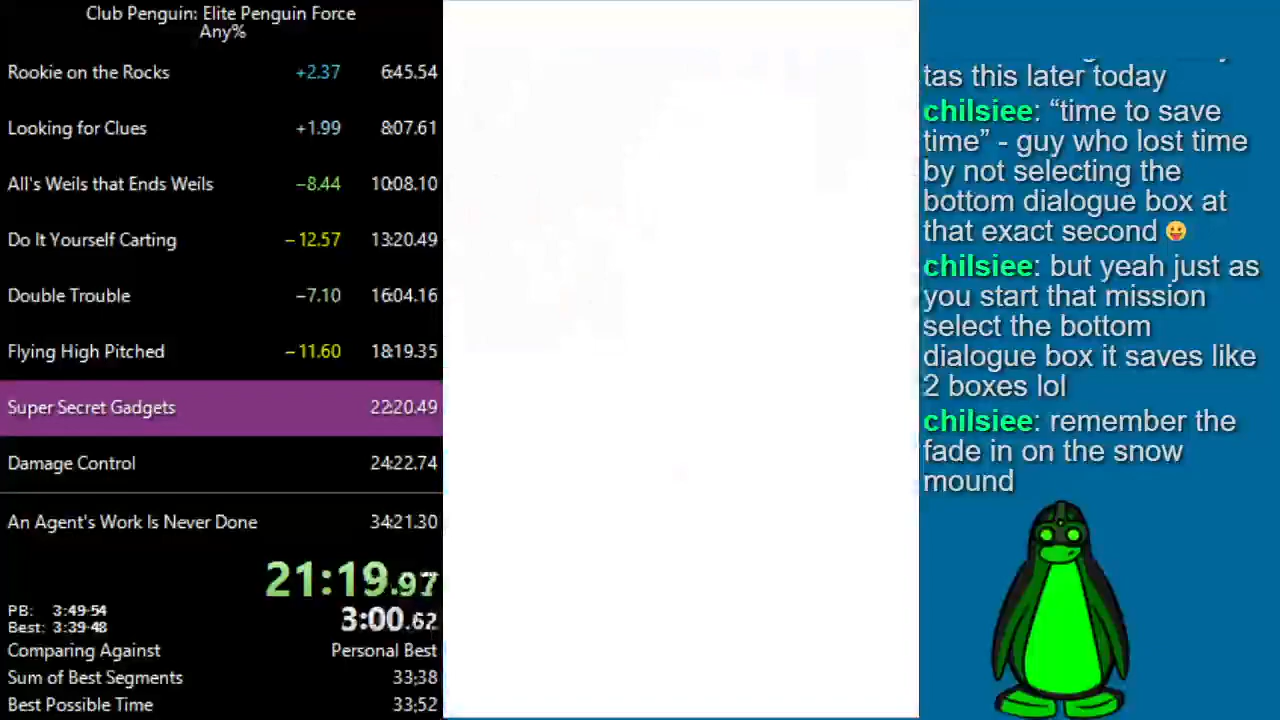 Club Penguin: Elite Penguin Force
Any%
Rookie on the Rocks +2.37 6:45.54
Looking for Clues +1.99 8:07.61
All's Weils that Ends Weils −8.44 10:08.10
Do It Yourself Carting −12.57 13:20.49
Double Trouble −7.10 16:04.16
Flying High Pitched −11.60 18:19.35
Super Secret Gadgets 22:20.49
Damage Control 24:22.74
An Agent's Work Is Never Done 34:21.30
21:19.97
PB: 3:49.54
Best: 3:39.48
3:00.62
Comparing Against Personal Best
Sum of Best Segments 33:38
Best Possible Time 33:52
tas this later today
chilsiee: “time to save
time” - guy who lost time
by not selecting the
bottom dialogue box at
that exact second 😛
chilsiee: but yeah just as
you start that mission
select the bottom
dialogue box it saves like
2 boxes lol
chilsiee: remember the
fade in on the snow
mound